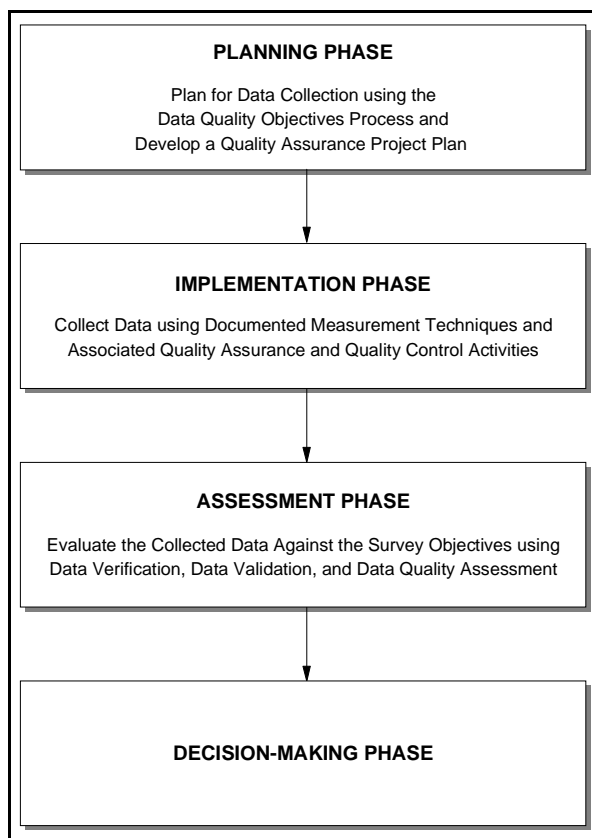 PLANNING PHASE
Plan for Data Collection using the
Data Quality Objectives Process and
Develop a Quality Assurance Project Plan
IMPLEMENTATION PHASE
Collect Data using Documented Measurement Techniques and
Associated Quality Assurance and Quality Control Activities
ASSESSMENT PHASE
Evaluate the Collected Data Against the Survey Objectives using
Data Verification, Data Validation, and Data Quality Assessment
DECISION-MAKING PHASE